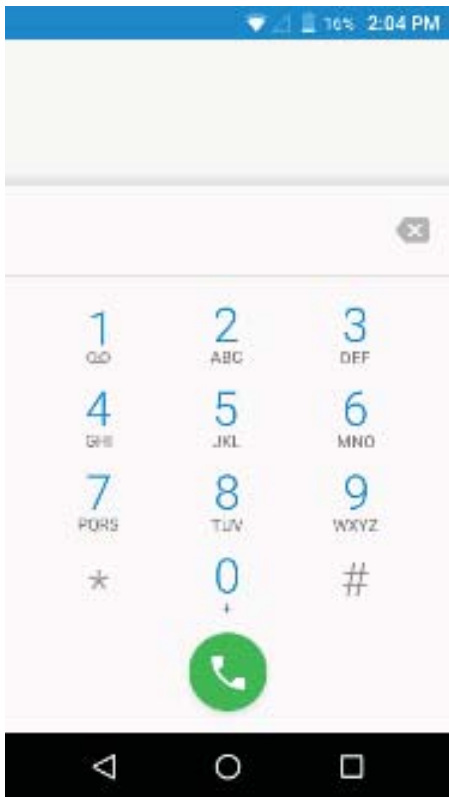 16% 2:04 PM
1 2 3
ABC DEF
4 5 6
GHI JKL MNO
7 8 9
PQRS TUV WXYZ
* 0 #
+